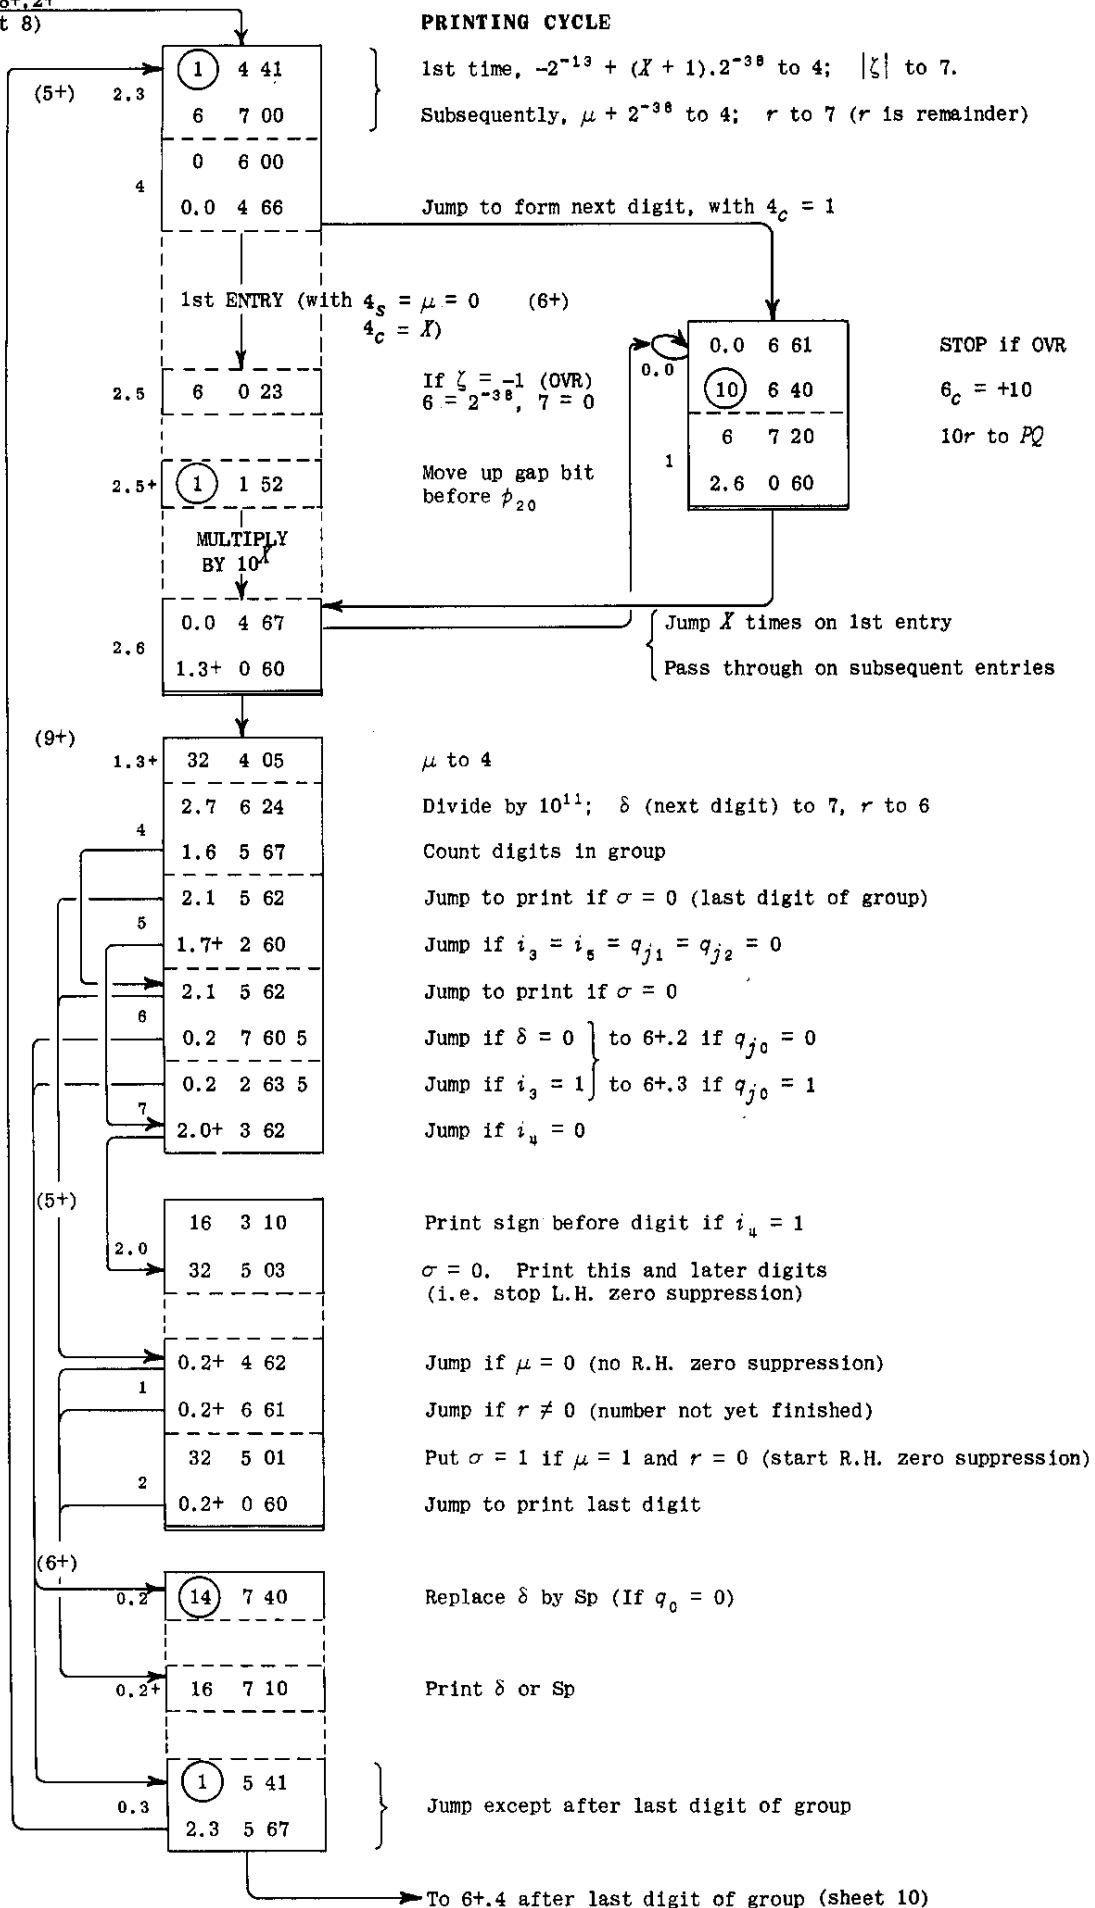 8+.2+
t 8)
PRINTING CYCLE
(5+) 2.3
1 4 41 1st time, −2⁻¹³ + (X + 1).2⁻³⁸ to 4; |ζ| to 7.
6 7 00 Subsequently, μ + 2⁻³⁸ to 4; r to 7 (r is remainder)
4
0 6 00
0.0 4 66 Jump to form next digit, with 4c = 1
1st ENTRY (with 4s = μ = 0 (6+)
4c = X)
0.0
0.0 6 61 STOP if OVR
10 6 40 6c = +10
1
6 7 20 10r to PQ
2.6 0 60
2.5 6 0 23 If ζ = −1 (OVR)
6 = 2⁻³⁸, 7 = 0
2.5+ 1 1 52 Move up gap bit
before p₂₀
MULTIPLY
BY 10ˣ
2.6
0.0 4 67 Jump X times on 1st entry
1.3+ 0 60 Pass through on subsequent entries
(9+)
1.3+ 32 4 05 μ to 4
4
2.7 6 24 Divide by 10¹¹; δ (next digit) to 7, r to 6
1.6 5 67 Count digits in group
5
2.1 5 62 Jump to print if σ = 0 (last digit of group)
1.7+ 2 60 Jump if i₃ = i₅ = qj₁ = qj₂ = 0
6
2.1 5 62 Jump to print if σ = 0
0.2 7 60 5 Jump if δ = 0 } to 6+.2 if qj₀ = 0
7
0.2 2 63 5 Jump if i₃ = 1 } to 6+.3 if qj₀ = 1
2.0+ 3 62 Jump if i₄ = 0
(5+)
2.0
16 3 10 Print sign before digit if i₄ = 1
32 5 03 σ = 0. Print this and later digits
(i.e. stop L.H. zero suppression)
1
0.2+ 4 62 Jump if μ = 0 (no R.H. zero suppression)
0.2+ 6 61 Jump if r ≠ 0 (number not yet finished)
2
32 5 01 Put σ = 1 if μ = 1 and r = 0 (start R.H. zero suppression)
0.2+ 0 60 Jump to print last digit
(6+)
0.2 14 7 40 Replace δ by Sp (If q₀ = 0)
0.2+ 16 7 10 Print δ or Sp
0.3
1 5 41
2.3 5 67 Jump except after last digit of group
To 6+.4 after last digit of group (sheet 10)